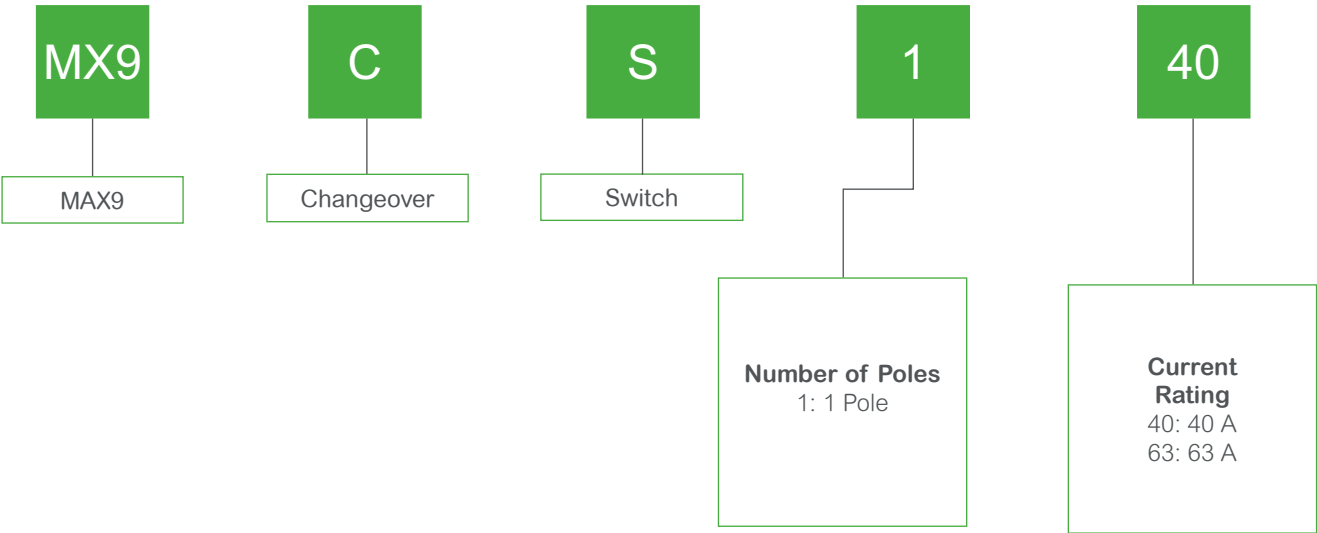 MX9
C
S
1
40
MAX9
Changeover
Switch
Number of Poles
1: 1 Pole
Current
Rating
40: 40 A
63: 63 A